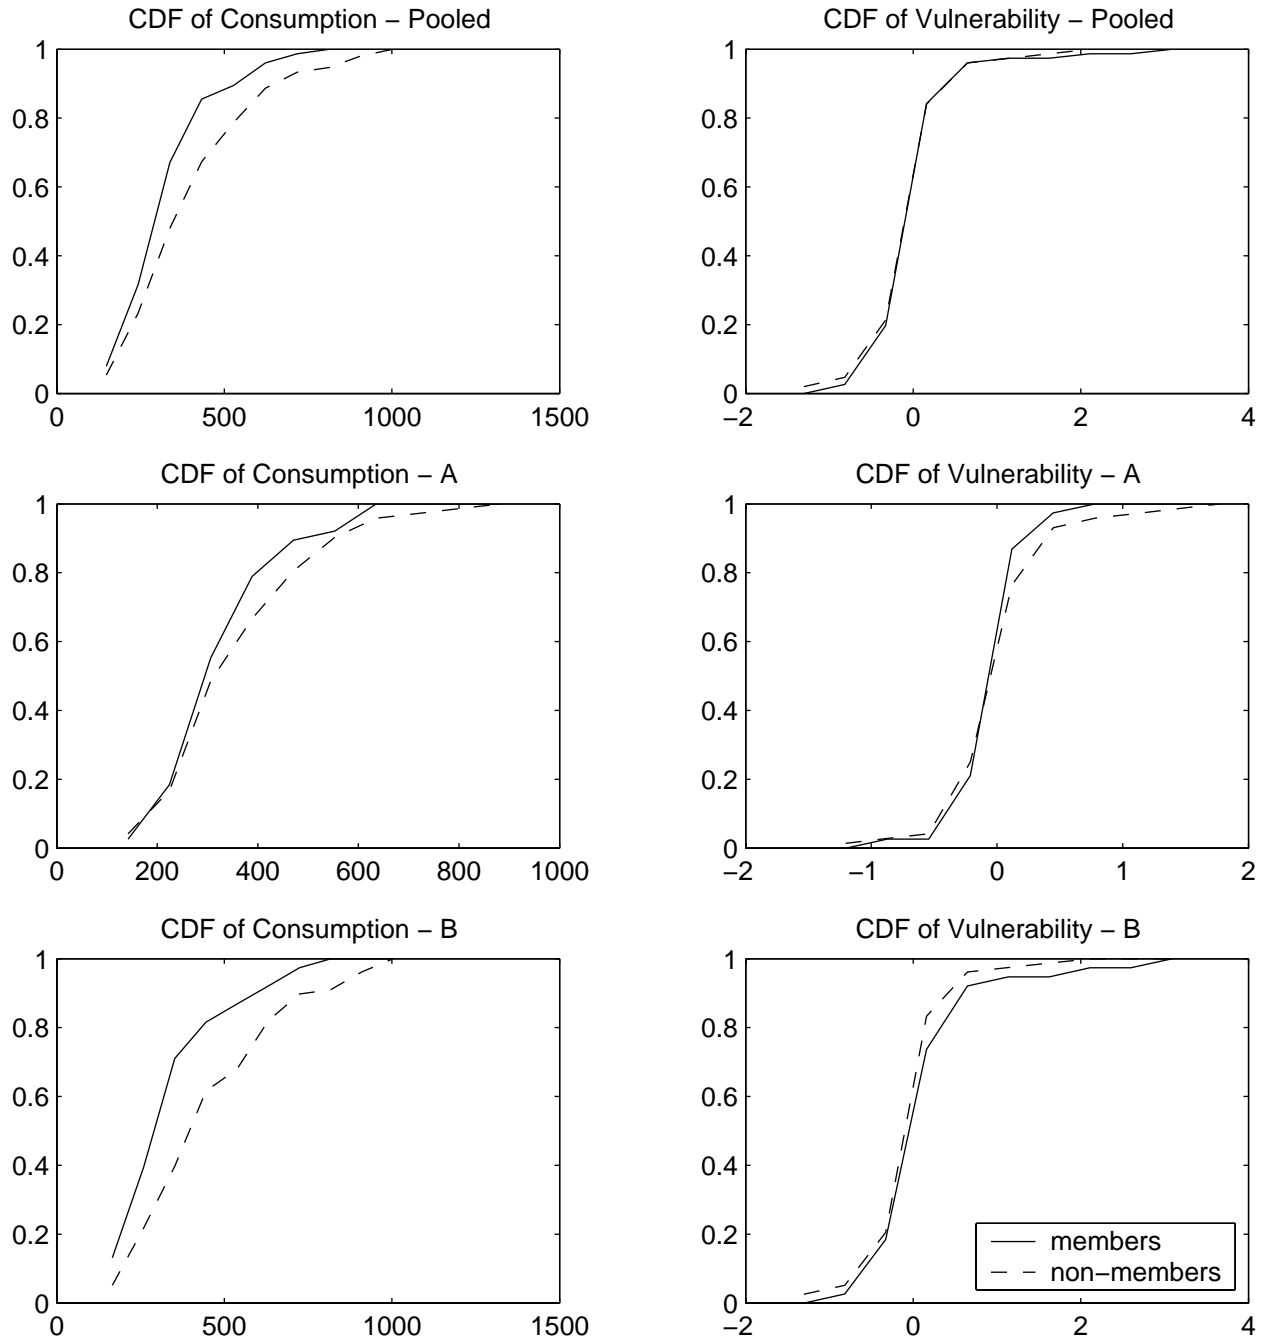 CDF of Consumption − Pooled
1
0.8
0.6
0.4
0.2
0
0 500 1000 1500
CDF of Vulnerability − Pooled
1
0.8
0.6
0.4
0.2
0
−2 0 2 4
CDF of Consumption − A
1
0.8
0.6
0.4
0.2
0
0 200 400 600 800 1000
CDF of Vulnerability − A
1
0.8
0.6
0.4
0.2
0
−2 −1 0 1 2
CDF of Consumption − B
1
0.8
0.6
0.4
0.2
0
0 500 1000 1500
CDF of Vulnerability − B
1
0.8
0.6
0.4
0.2
0
−2 0 2 4
members
non−members